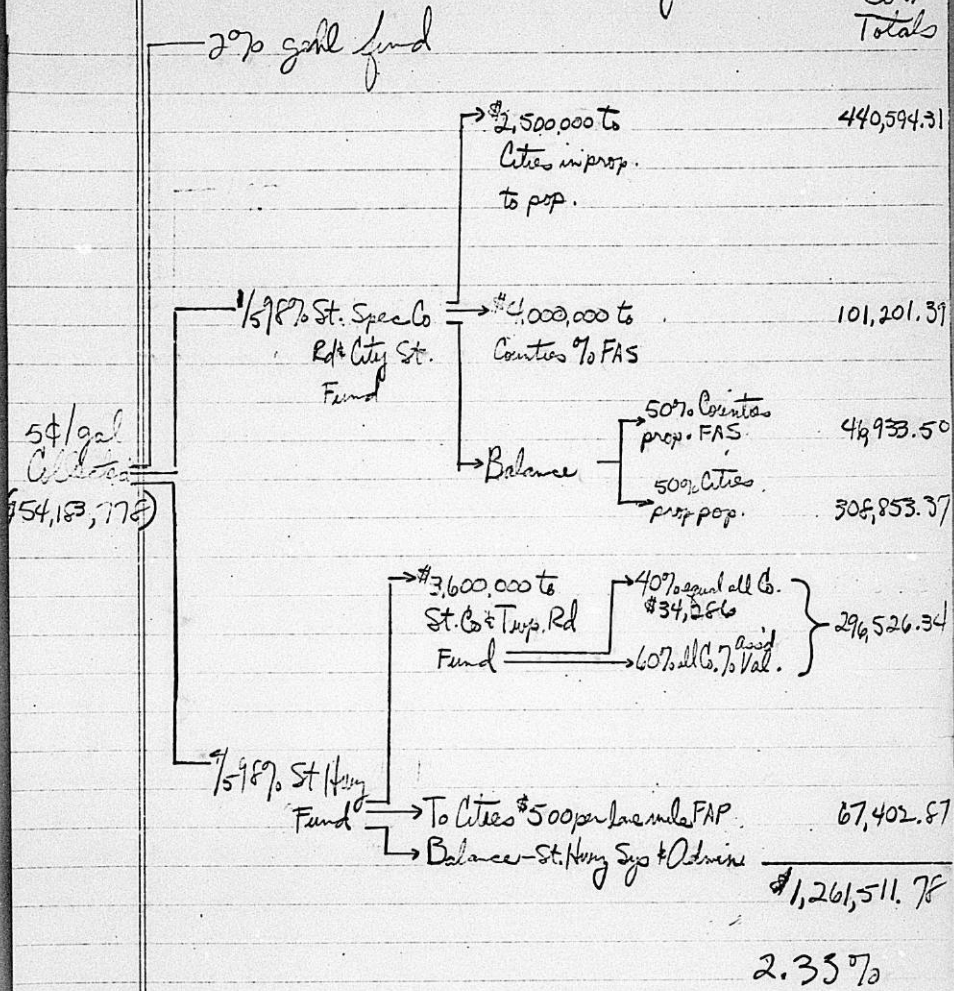 Totals
2% genl fund
$2,500,000 to
Cities in prop.
to pop.
440,594.31
1/5 98% St. Spec Co
Rd & City St.
Fund
$4,000,000 to
Counties % FAS
101,201.39
5¢/gal
Collected
($54,183,778)
Balance
50% Counties
prop. FAS.
46,933.50
50% Cities
prop pop.
308,853.37
$3,600,000 to
St. Co & Twp. Rd
Fund
40% equal all Co.
$34,286
60% all Co. % Ass'd
Val.
296,526.34
4/5 98% St Hwy
Fund
To Cities $500 per lane mile FAP.
67,402.87
Balance - St. Hwy Sys & Admin
$1,261,511.78
2.33%